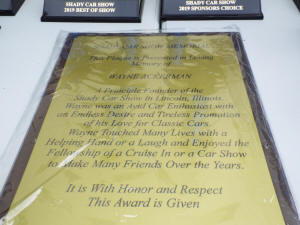 SHADY CAR SHOW
2019 BEST OF SHOW
SHADY CAR SHOW
2019 SPONSORS CHOICE
SHADY CAR SHOW MEMORIAL
This Plaque is Presented in Loving
Memory of
WAYNE ACKERMAN
A Principle Founder of the
Shady Car Show In Lincoln, Illinois.
Wayne was an Avid Car Enthusiast with
an Endless Desire and Tireless Promotion
of his Love for Classic Cars.
Wayne Touched Many Lives with a
Helping Hand or a Laugh and Enjoyed the
Fellowship of a Cruise In or a Car Show
to Make Many Friends Over the Years.
It is With Honor and Respect
This Award is Given